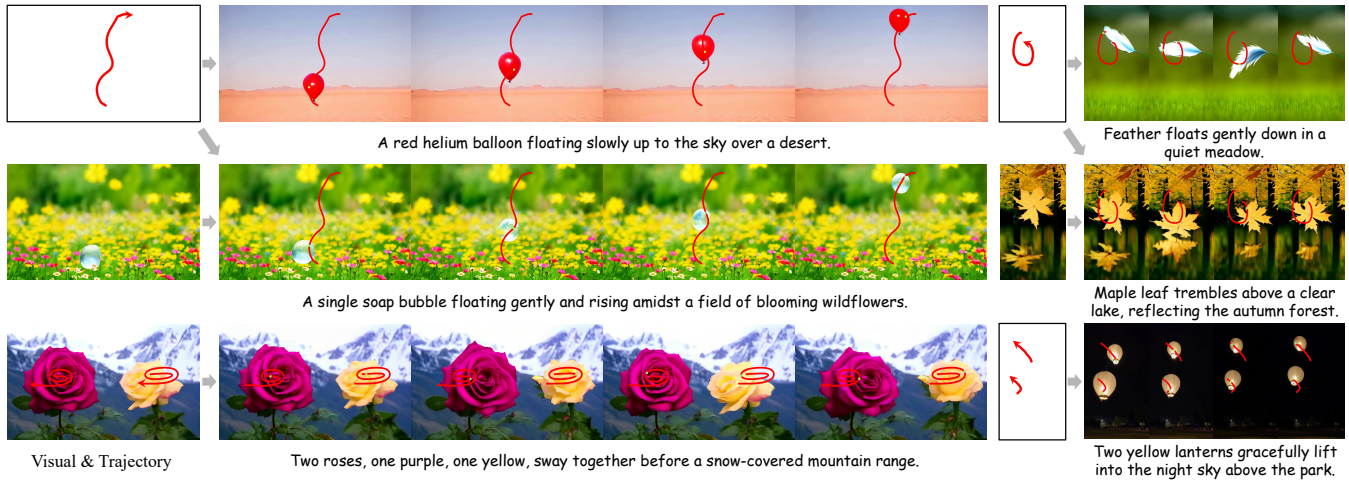 A red helium balloon floating slowly up to the sky over a desert.
Feather floats gently down in a
quiet meadow.
A single soap bubble floating gently and rising amidst a field of blooming wildflowers.
Maple leaf trembles above a clear
lake, reflecting the autumn forest.
Visual & Trajectory
Two roses, one purple, one yellow, sway together before a snow-covered mountain range.
Two yellow lanterns gracefully lift
into the night sky above the park.